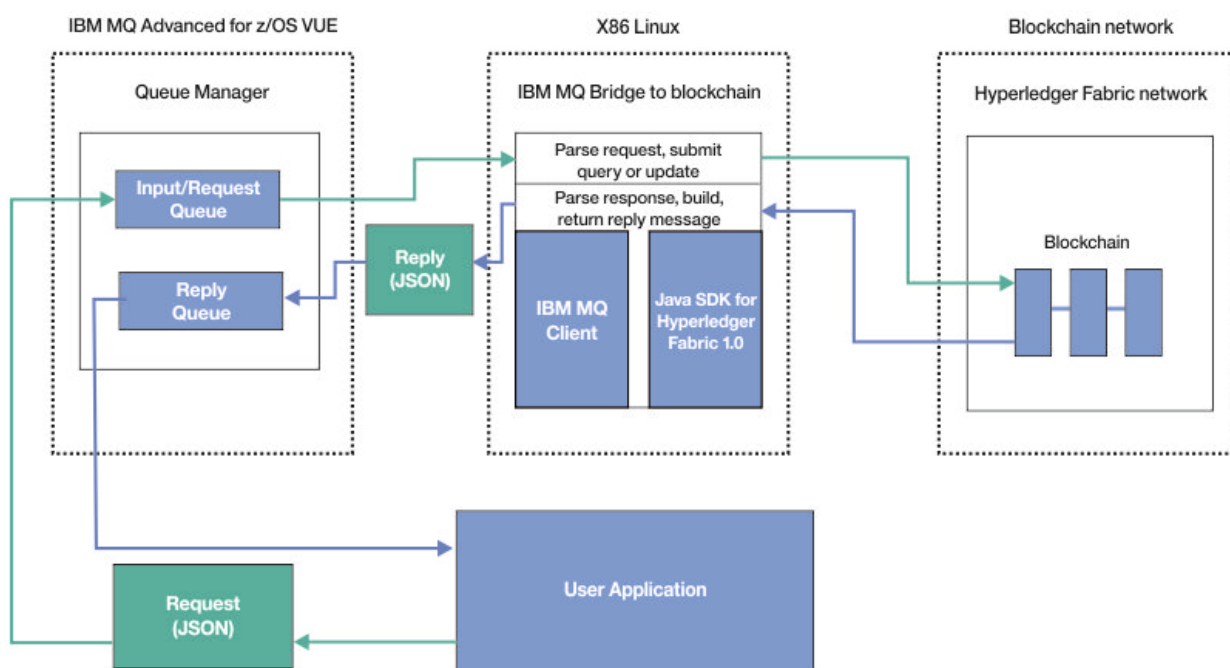 IBM MQ Advanced for z/OS VUE
X86 Linux
Blockchain network
Queue Manager
IBM MQ Bridge to blockchain
Hyperledger Fabric network
Parse request, submit
query or update
Input/Request
Queue
Parse response, build,
return reply message
Reply
(JSON)
Blockchain
Reply
Queue
IBM MQ
Client
Java SDK for
Hyperledger
Fabric 1.0
User Application
Request
(JSON)